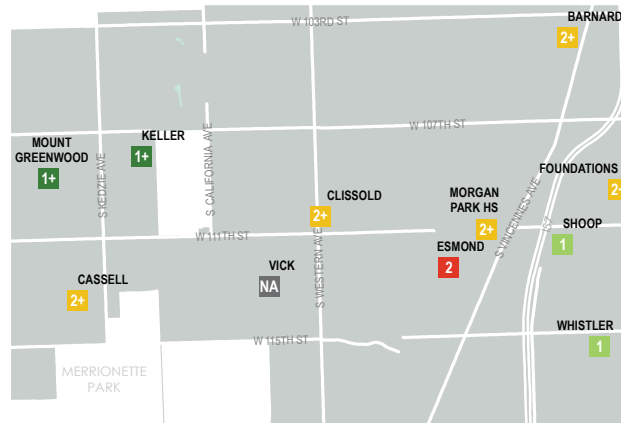 BARNARD
2+
W 103RD ST
W 107TH ST
KELLER
1+
MOUNT
GREENWOOD
1+
S KEDZIE AVE
S CALIFORNIA AVE
FOUNDATIONS
2+
CLISSOLD
2+
MORGAN
PARK HS
2+
S VINCENNES AVE
I57
SHOOP
1
W 111TH ST
S WESTERN AVE
ESMOND
2
VICK
NA
CASSELL
2+
WHISTLER
1
W 115TH ST
MERRIONETTE
PARK